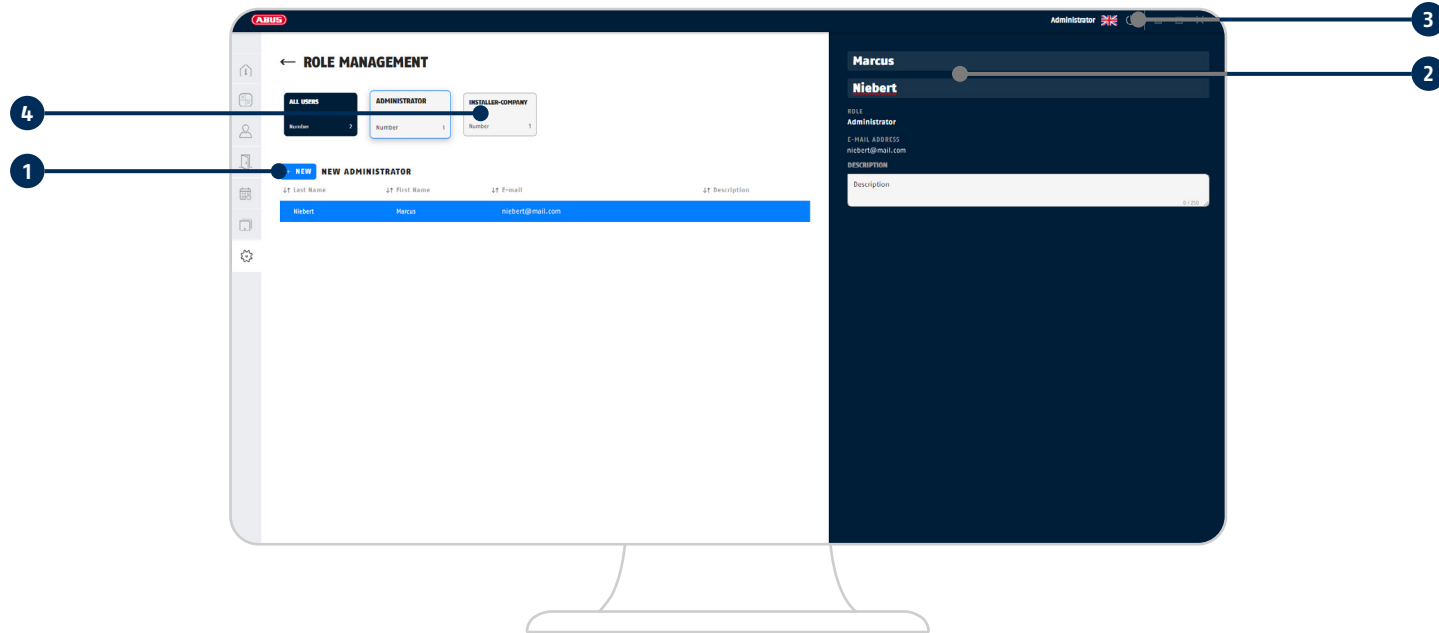 ABUS
Administrator
3
← ROLE MANAGEMENT
Marcus
2
Niebert
ALL USERS
ADMINISTRATOR
INSTALLER-COMPANY
4
Number 2
Number 1
Number 1
ROLE
Administrator
E-MAIL ADDRESS
niebert@mail.com
1
NEW NEW ADMINISTRATOR
DESCRIPTION
↓↑ Last Name ↓↑ First Name ↓↑ E-mail ↓↑ Description
Description
0 / 250
Niebert Marcus niebert@mail.com